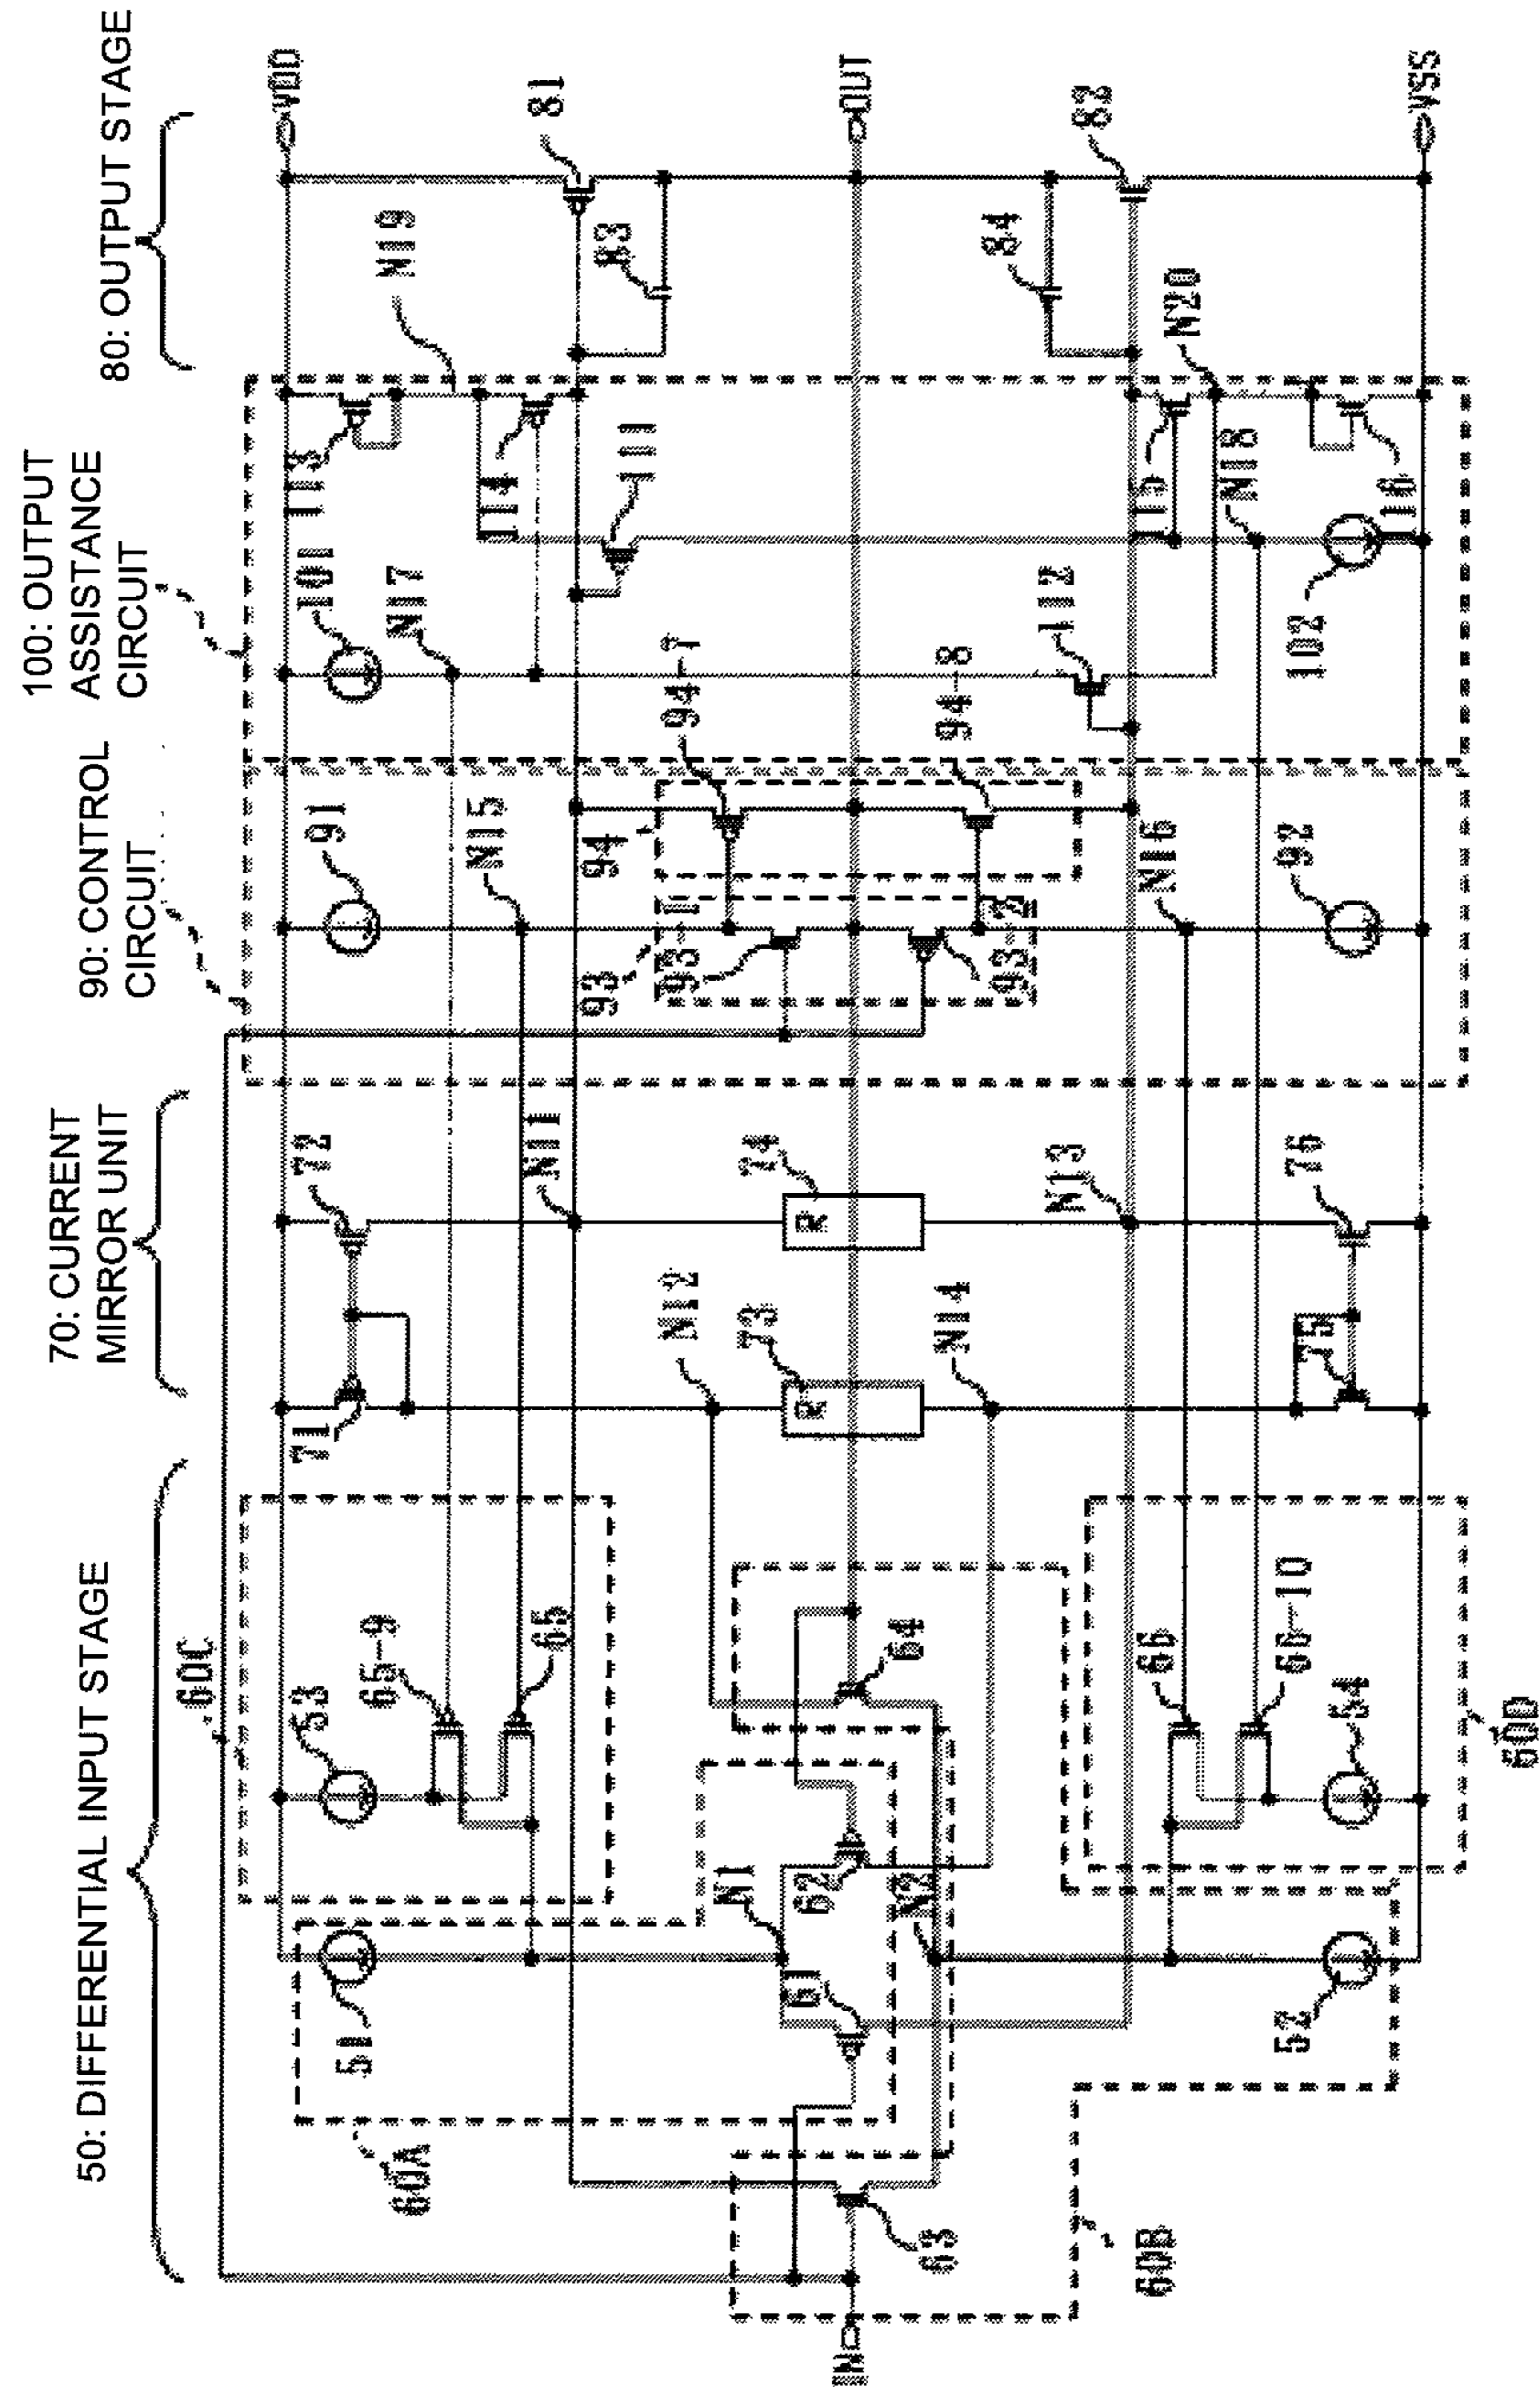 50: DIFFERENTIAL INPUT STAGE
70: CURRENT
MIRROR UNIT
90: CONTROL
CIRCUIT
100: OUTPUT
ASSISTANCE
CIRCUIT
80: OUTPUT STAGE
VDD
OUT
VSS
IN
60A
60B
60C
60D
51
52
53
54
61
62
63
64
65
65-9
66
66-10
N1
N2
71
72
73
R
74
R
75
76
N11
N12
N13
N14
N15
N16
91
92
93
93-1
93-2
94
94-7
94-8
101
102
N17
N18
N19
N20
111
112
113
114
115
116
81
82
83
84